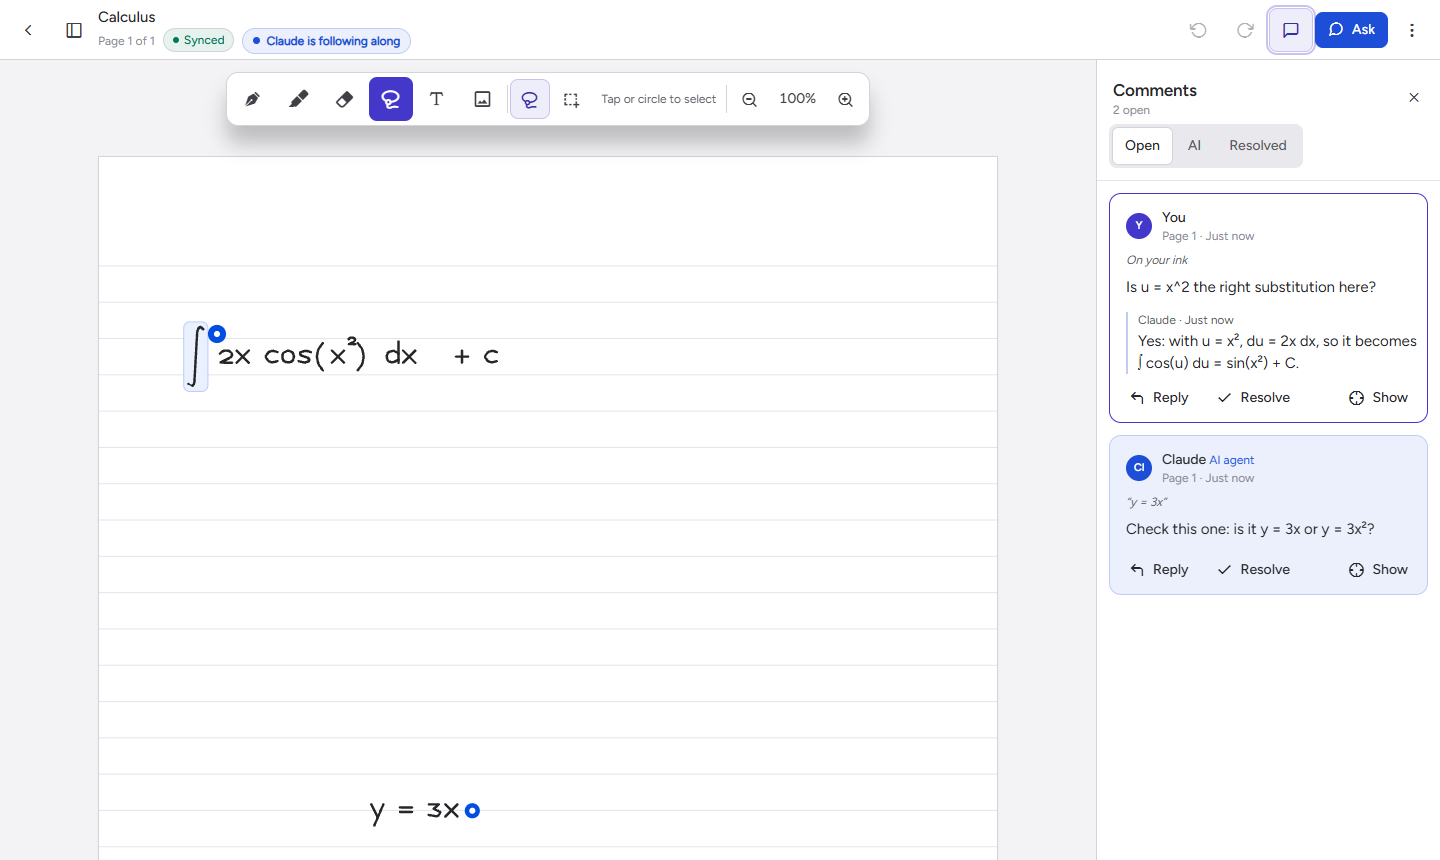 Calculus
Page 1 of 1 Synced Claude is following along
Ask
T Tap or circle to select 100%
∫ 2x cos(x²) dx + c
y = 3x
Comments
2 open
Open AI Resolved
Y You
Page 1 · Just now
On your ink
Is u = x^2 the right substitution here?
Claude · Just now
Yes: with u = x², du = 2x dx, so it becomes
∫ cos(u) du = sin(x²) + C.
Reply Resolve Show
Cl Claude AI agent
Page 1 · Just now
“y = 3x”
Check this one: is it y = 3x or y = 3x²?
Reply Resolve Show